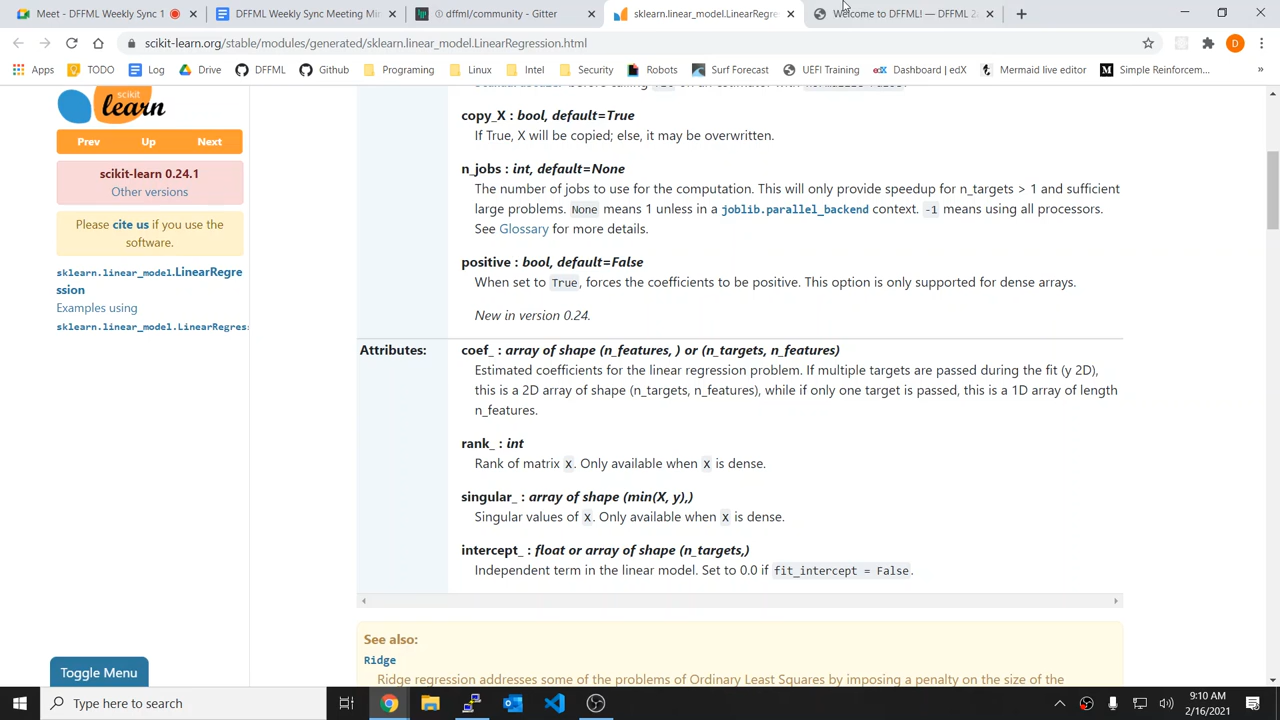 Meet - DFFML Weekly Sync 1
DFFML Weekly Sync Meeting Min
dffml/community - Gitter
sklearn.linear_model.LinearRegre
Welcome to DFFML! — DFFML 2
scikit-learn.org/stable/modules/generated/sklearn.linear_model.LinearRegression.html
D
Apps
TODO
Log
Drive
DFFML
Github
Programing
Linux
Intel
Security
Robots
Surf Forecast
UEFI Training
Dashboard | edX
Mermaid live editor
Simple Reinforcem...
scikit
learn
Prev
Up
Next
scikit-learn 0.24.1
Other versions
Please cite us if you use the
software.
sklearn.linear_model.LinearRegre
ssion
Examples using
sklearn.linear_model.LinearRegres
Toggle Menu
copy_X : bool, default=True
If True, X will be copied; else, it may be overwritten.
n_jobs : int, default=None
The number of jobs to use for the computation. This will only provide speedup for n_targets > 1 and sufficient
large problems. None means 1 unless in a joblib.parallel_backend context. -1 means using all processors.
See Glossary for more details.
positive : bool, default=False
When set to True, forces the coefficients to be positive. This option is only supported for dense arrays.
New in version 0.24.
Attributes:
coef_ : array of shape (n_features, ) or (n_targets, n_features)
Estimated coefficients for the linear regression problem. If multiple targets are passed during the fit (y 2D),
this is a 2D array of shape (n_targets, n_features), while if only one target is passed, this is a 1D array of length
n_features.
rank_ : int
Rank of matrix X. Only available when X is dense.
singular_ : array of shape (min(X, y),)
Singular values of X. Only available when X is dense.
intercept_ : float or array of shape (n_targets,)
Independent term in the linear model. Set to 0.0 if fit_intercept = False.
See also:
Ridge
Ridge regression addresses some of the problems of Ordinary Least Squares by imposing a penalty on the size of the
Type here to search
9:10 AM
2/16/2021